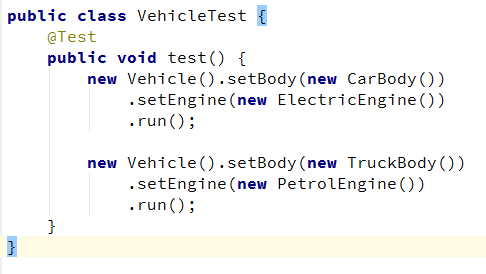 public class VehicleTest {
    @Test
    public void test() {
        new Vehicle().setBody(new CarBody())
            .setEngine(new ElectricEngine())
            .run();

        new Vehicle().setBody(new TruckBody())
            .setEngine(new PetrolEngine())
            .run();
    }
}